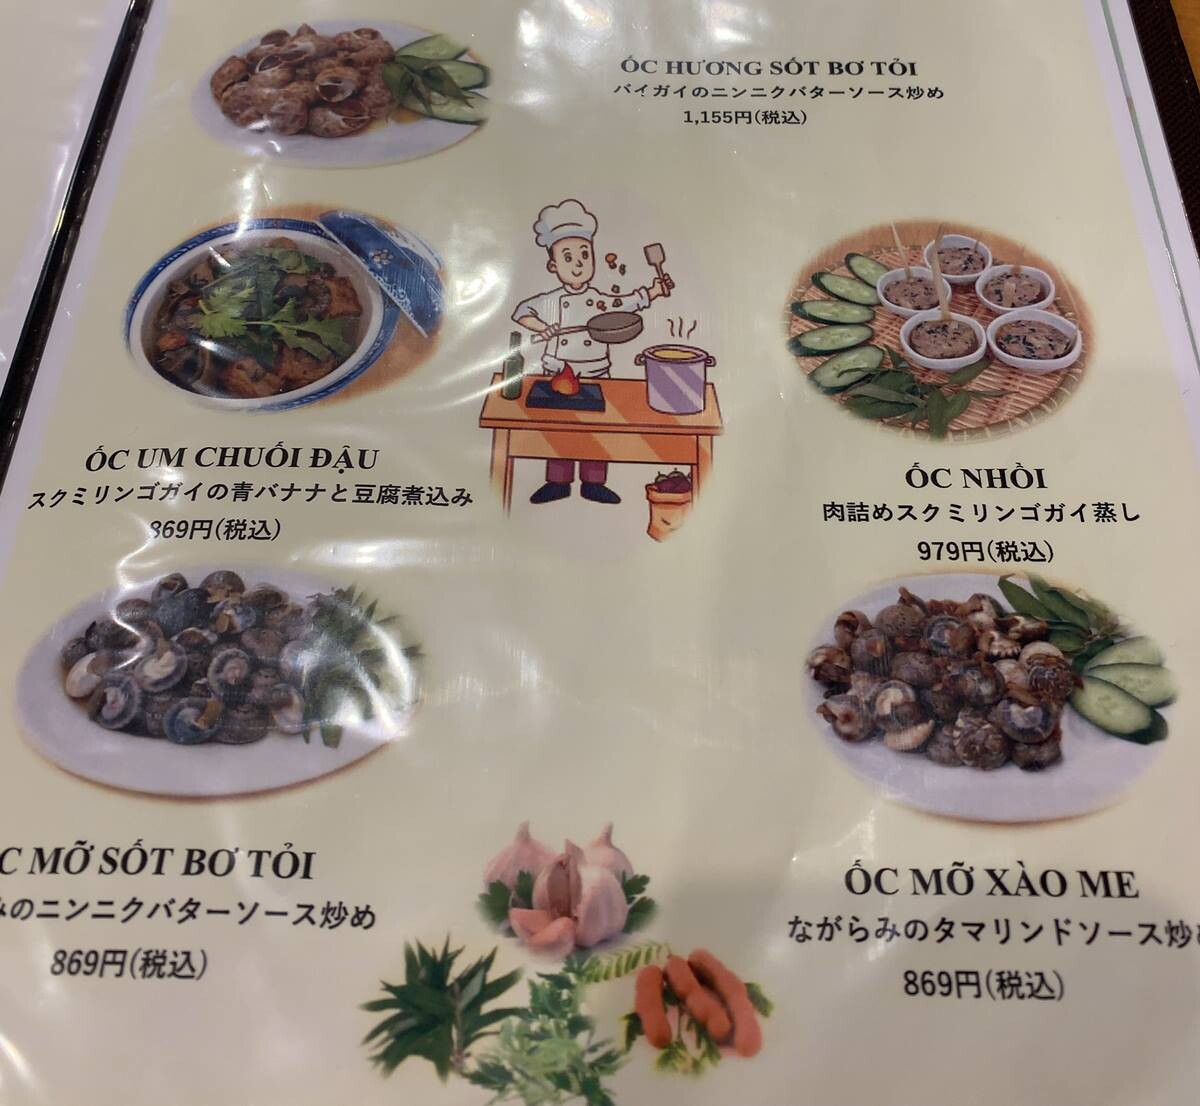 ỐC HƯƠNG SỐT BƠ TỎI
バイガイのニンニクバターソース炒め
1,155円(税込)
ỐC UM CHUỐI ĐẬU
スクミリンゴガイの青バナナと豆腐煮込み
869円(税込)
ỐC NHỒI
肉詰めスクミリンゴガイ蒸し
979円(税込)
C MỠ SỐT BƠ TỎI
みのニンニクバターソース炒め
869円(税込)
ỐC MỠ XÀO ME
ながらみのタマリンドソース炒め
869円(税込)